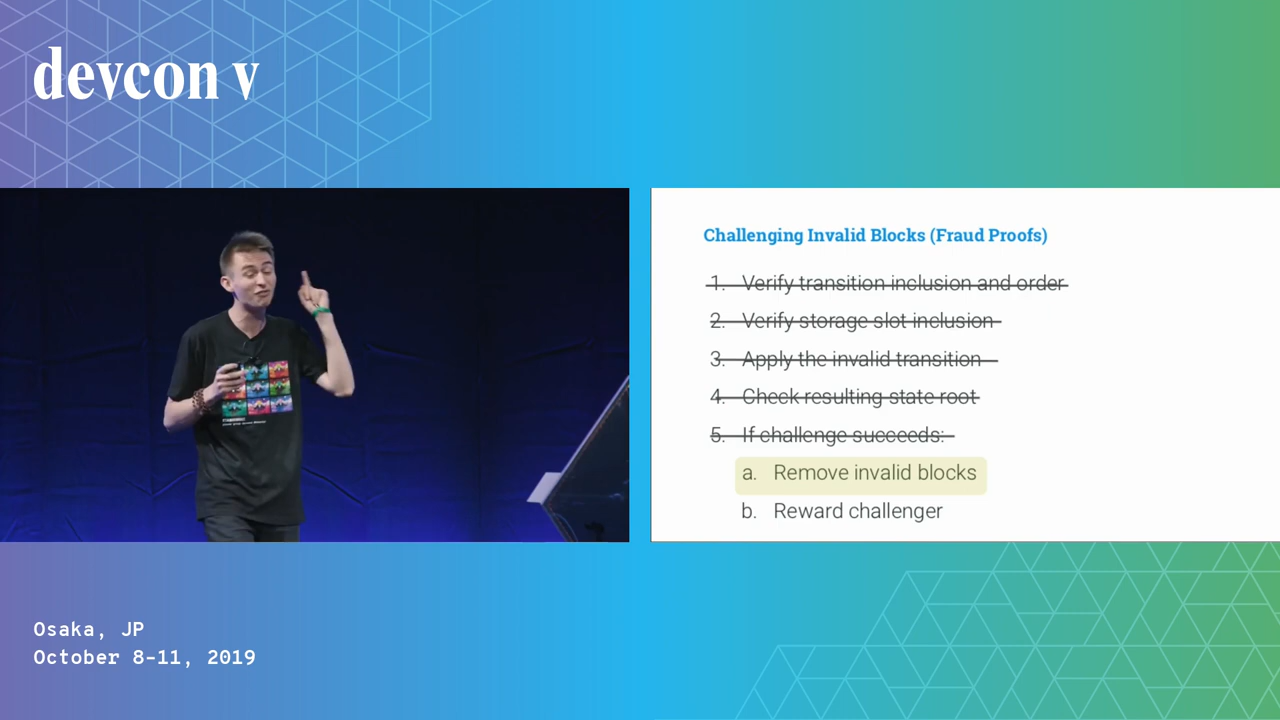 devcon v
Challenging Invalid Blocks (Fraud Proofs)
1. Verify transition inclusion and order
2. Verify storage slot inclusion
3. Apply the invalid transition
4. Check resulting state root
5. If challenge succeeds:
a. Remove invalid blocks
b. Reward challenger
Osaka, JP
October 8-11, 2019